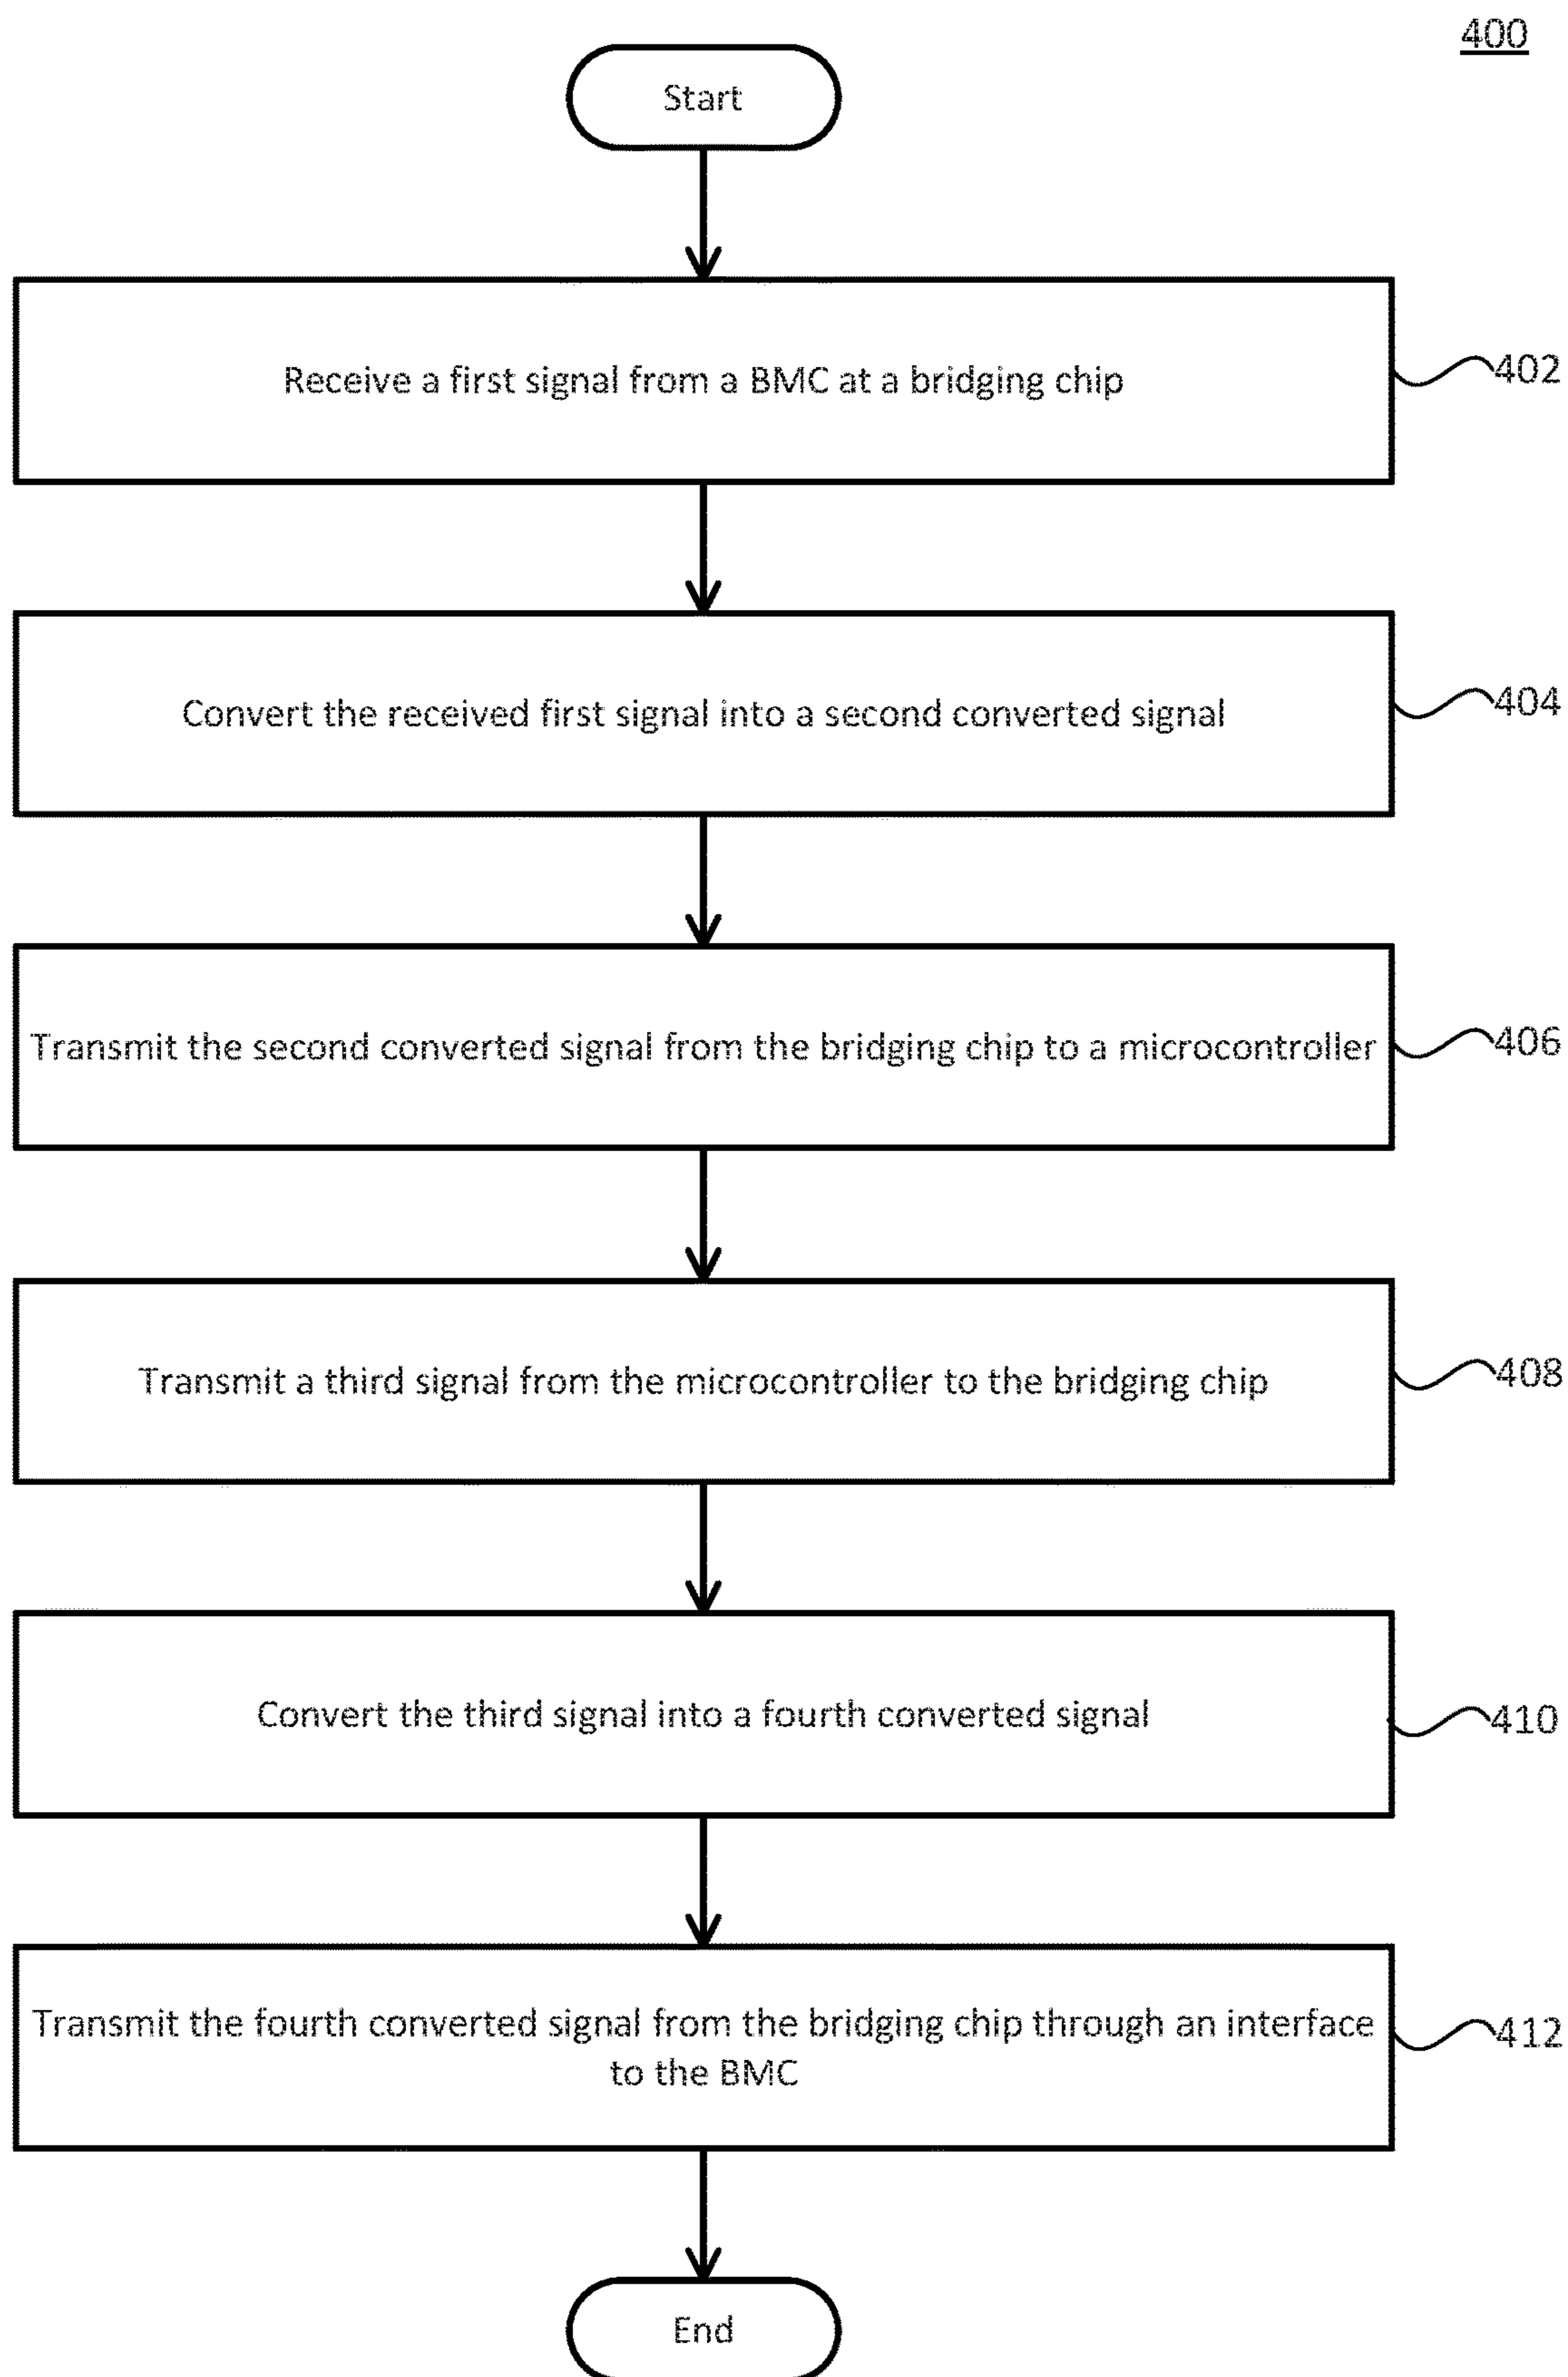 400
Start
Receive a first signal from a BMC at a bridging chip
402
Convert the received first signal into a second converted signal
404
Transmit the second converted signal from the bridging chip to a microcontroller
406
Transmit a third signal from the microcontroller to the bridging chip
408
Convert the third signal into a fourth converted signal
410
Transmit the fourth converted signal from the bridging chip through an interface
to the BMC
412
End